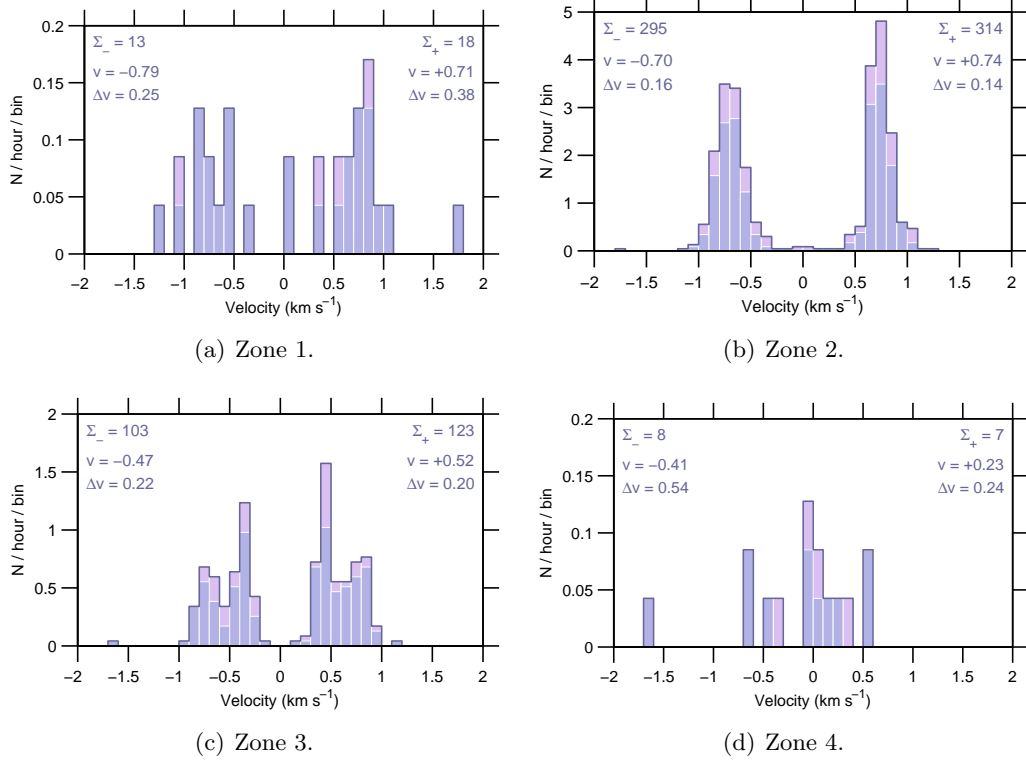 Σ₋ = 13
v = −0.79
Δv = 0.25
Σ₊ = 18
v = +0.71
Δv = 0.38
0.2
0.15
0.1
0.05
0
N / hour / bin
−2 −1.5 −1 −0.5 0 0.5 1 1.5 2
Velocity (km s⁻¹)
(a) Zone 1.
Σ₋ = 295
v = −0.70
Δv = 0.16
Σ₊ = 314
v = +0.74
Δv = 0.14
5
4
3
2
1
0
N / hour / bin
−2 −1.5 −1 −0.5 0 0.5 1 1.5 2
Velocity (km s⁻¹)
(b) Zone 2.
Σ₋ = 103
v = −0.47
Δv = 0.22
Σ₊ = 123
v = +0.52
Δv = 0.20
2
1.5
1
0.5
0
N / hour / bin
−2 −1.5 −1 −0.5 0 0.5 1 1.5 2
Velocity (km s⁻¹)
(c) Zone 3.
Σ₋ = 8
v = −0.41
Δv = 0.54
Σ₊ = 7
v = +0.23
Δv = 0.24
0.2
0.15
0.1
0.05
0
N / hour / bin
−2 −1.5 −1 −0.5 0 0.5 1 1.5 2
Velocity (km s⁻¹)
(d) Zone 4.